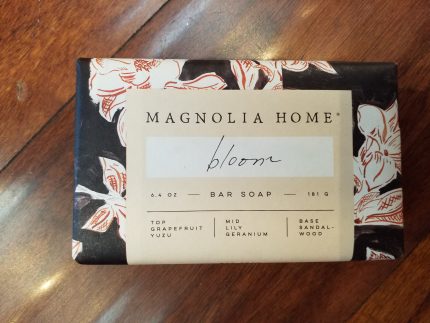 MAGNOLIA HOME®
bloom
6.4 OZ — BAR SOAP — 181 G
TOP
GRAPEFRUIT
YUZU
MID
LILY
GERANIUM
BASE
SANDAL-
WOOD